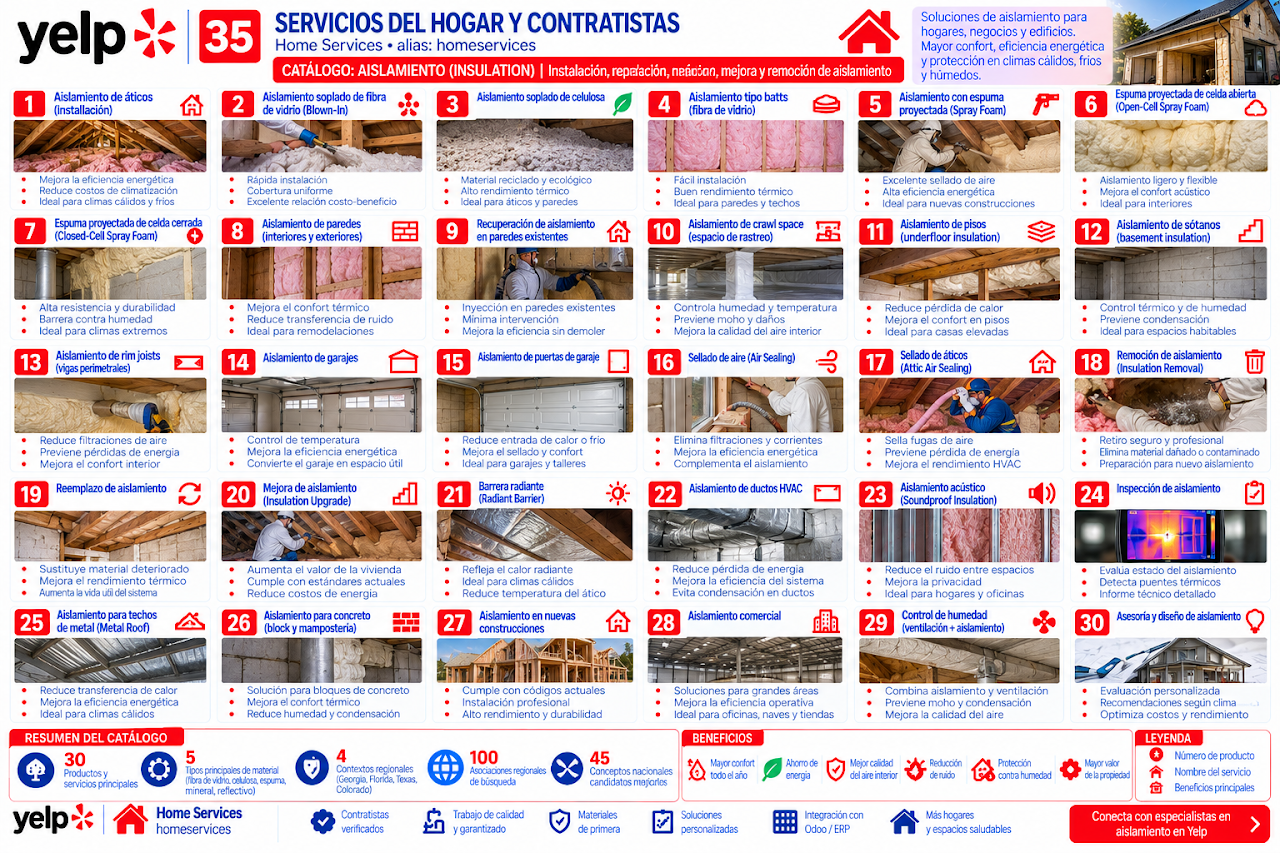 yelp
35
SERVICIOS DEL HOGAR Y CONTRATISTAS
Home Services • alias: homeservices
CATÁLOGO: AISLAMIENTO (INSULATION) | Instalación, mejora y remoción de aislamiento
Soluciones de aislamiento para
hogares, negocios y edificios.
Mayor confort, eficiencia energética
y protección en climas cálidos, fríos
y húmedos.
1
Aislamiento de áticos
(Installación)
• Mejora la eficiencia energética
• Reduce costos de climatización
• Ideal para climas cálidos y fríos
2
Aislamiento soplado de fibra
de vidrio (Blown-In)
• Rápida instalación
• Cobertura uniforme
• Excelente relación costo-beneficio
3
Aislamiento soplado de celulosa
• Material reciclado y ecológico
• Alto rendimiento térmico
• Ideal para áticos y paredes
4
Aislamiento tipo batts
(fibra de vidrio)
• Fácil instalación
• Buen rendimiento térmico
• Ideal para paredes y techos
5
Aislamiento con espuma
proyectada (Spray Foam)
• Excelente sellado de aire
• Alta eficiencia energética
• Ideal para nuevas construcciones
6
Espuma proyectada de celda abierta
(Open-Cell Spray Foam)
• Aislamiento ligero y flexible
• Mejora el confort acústico
• Ideal for interiores
7
Espuma proyectada de celda cerrada
(Closed-Cell Spray Foam)
• Alta resistencia y durabilidad
• Barrera contra humedad
• Ideal para climas extremos
8
Aislamiento de paredes
(interiores y exteriores)
• Mejora el confort térmico
• Reduce transferencia de ruido
• Ideal para remodelaciones
9
Recuperación de aislamiento
en paredes existentes
• Inyección en paredes existentes
• Mínima intervención
• Mejora la eficiencia sin demoler
10
Aislamiento de crawl space
(espacio de rastreo)
• Controla humedad y temperatura
• Previene moho y daños
• Mejora la calidad del aire interior
11
Aislamiento de pisos
(underfloor insulation)
• Reduce pérdida de calor
• Mejora el confort en pisos
• Ideal para casas elevadas
12
Aislamiento de sótanos
(basement insulation)
• Control térmico y de humedad
• Previene condensación
• Ideal para espacios habitables
13
Aislamiento de rim joists
(vigas perimetrales)
• Reduce filtraciones de aire
• Previene pérdidas de energía
• Mejora el confort interior
14
Aislamiento de garajes
• Control de temperatura
• Mejora la eficiencia energética
• Convierte el garaje en espacio útil
15
Aislamiento de puertas de garaje
• Reduce entrada de calor o frío
• Mejora el sellado y confort
• Ideal para garajes y talleres
16
Sellado de aire (Air Sealing)
• Elimina filtraciones y corrientes
• Mejora la eficiencia energética
• Complementa el aislamiento
17
Sellado de áticos
(Attic Air Sealing)
• Sella fugas de aire
• Previene pérdida de energía
• Mejora el rendimiento HVAC
18
Remoción de aislamiento
(Insulation Removal)
• Retiro seguro y profesional
• Elimina material dañado o contaminado
• Preparación para nuevo aislamiento
19
Reemplazo de aislamiento
• Sustituye material deteriorado
• Mejora el rendimiento térmico
• Aumenta la vida útil del sistema
20
Mejora de aislamiento
(Insulation Upgrade)
• Aumenta el valor de la vivienda
• Cumple con estándares actuales
• Reduce costos de energía
21
Barrera radiante
(Radiant Barrier)
• Refleja el calor radiante
• Ideal para climas cálidos
• Reduce temperatura del ático
22
Aislamiento de ductos HVAC
• Reduce pérdida de energía
• Mejora la eficiencia del sistema
• Evita condensación en ductos
23
Aislamiento acústico
(Soundproof Insulation)
• Reduce el ruido entre espacios
• Mejora la privacidad
• Ideal para hogares y oficinas
24
Inspección de aislamiento
• Evalúa estado del aislamiento
• Detecta puentes térmicos
• Informe técnico detallado
25
Aislamiento para techos
de metal (Metal Roof)
• Reduce transferencia de calor
• Mejora la eficiencia energética
• Ideal para climas cálidos
26
Aislamiento para concreto
(block y mampostería)
• Solución para bloques de concreto
• Mejora el confort térmico
• Reduce humedad y condensación
27
Aislamiento en nuevas
construcciones
• Cumple con códigos actuales
• Instalación profesional
• Alto rendimiento y durabilidad
28
Aislamiento comercial
• Soluciones para grandes áreas
• Mejora la eficiencia operativa
• Ideal para oficinas, naves y tiendas
29
Control de humedad
(ventilación + aislamiento)
• Combina aislamiento y ventilación
• Previene moho y condensación
• Mejora la calidad del aire
30
Asesoría y diseño de aislamiento
• Evaluación personalizada
• Recomendaciones según clima
• Optimiza costos y rendimiento
RESUMEN DEL CATÁLOGO
30
Productos y
servicios principales
5
Tipos principales de material
(fibra de vidrio, celulosa, espuma,
mineral, reflectivo)
4
Contextos regionales
(Georgia, Florida, Texas,
Colorado)
100
Asociaciones regionales
de búsqueda
45
Conceptos nacionales
candidatos
BENEFICIOS
Mayor confort
todo el año
Ahorro de
energía
Mejor calidad
del aire interior
Reducción
de ruido
Protección
contra humedad
Mayor valor
de la propiedad
LEYENDA
Número de producto
Nombre del servicio
Beneficios principales
yelp
Home Services
homeservices
Contratistas
verificados
Trabajo de calidad
y garantizado
Materiales
de primera
Soluciones
personalizadas
Integración con
Odoo / ERP
Más hogares
y espacios saludables
Conecta con especialistas en
aislamiento en Yelp